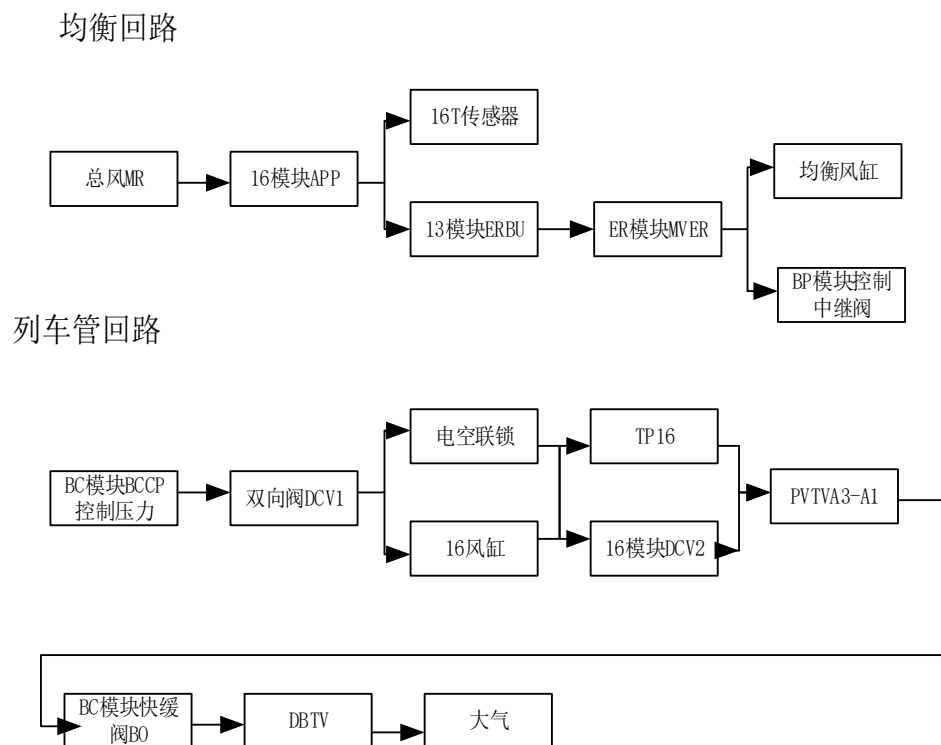 均衡回路
16T传感器
总风MR
16模块APP
均衡风缸
13模块ERBU
ER模块MVER
BP模块控制
中继阀
列车管回路
电空联锁
TP16
BC模块BCCP
控制压力
双向阀DCV1
PVTVA3-A1
16风缸
16模块DCV2
BC模块快缓
阀BO
DBTV
大气